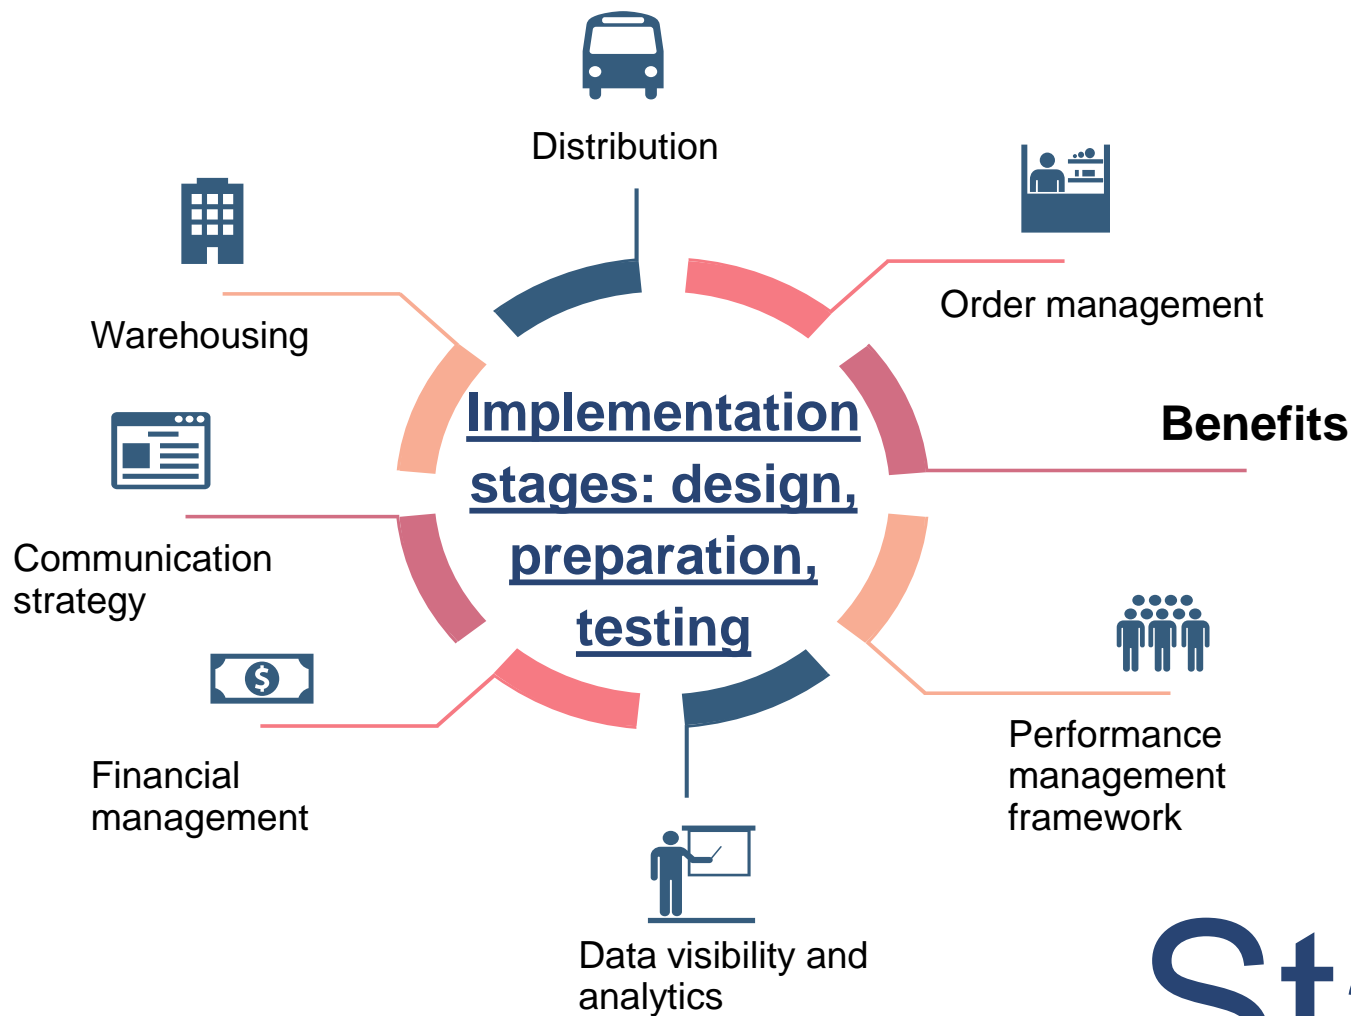 Distribution
Order management
Warehousing
Implementation
stages: design,
preparation,
testing
Benefits
Communication
strategy
Performance
management
framework
Financial
management
Data visibility and
analytics